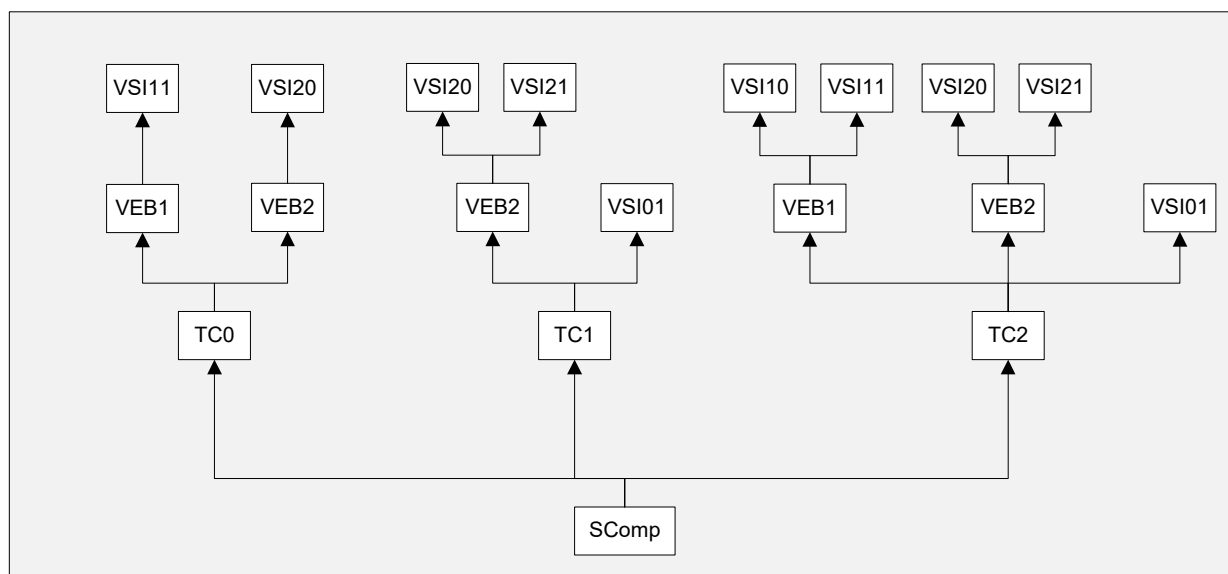 VSI11
VSI20
VSI20
VSI21
VSI10
VSI11
VSI20
VSI21
VEB1
VEB2
VEB2
VSI01
VEB1
VEB2
VSI01
TC0
TC1
TC2
SComp